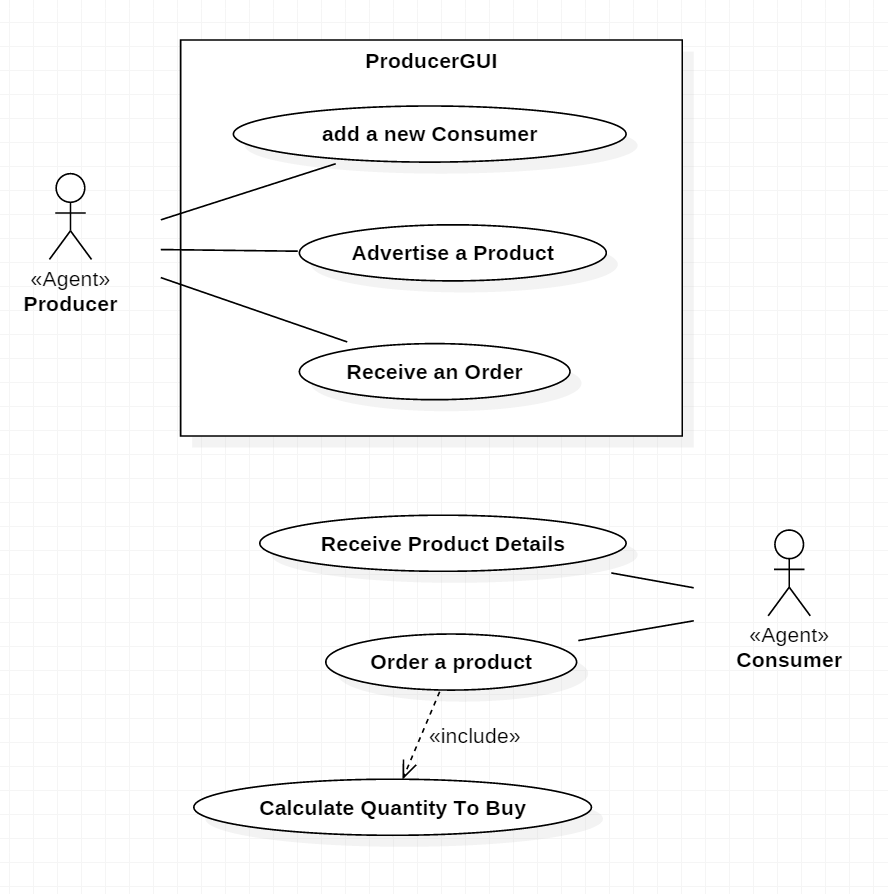 ProducerGUI
add a new Consumer
Advertise a Product
«Agent»
Producer
Receive an Order
Receive Product Details
«Agent»
Consumer
Order a product
«include»
Calculate Quantity To Buy